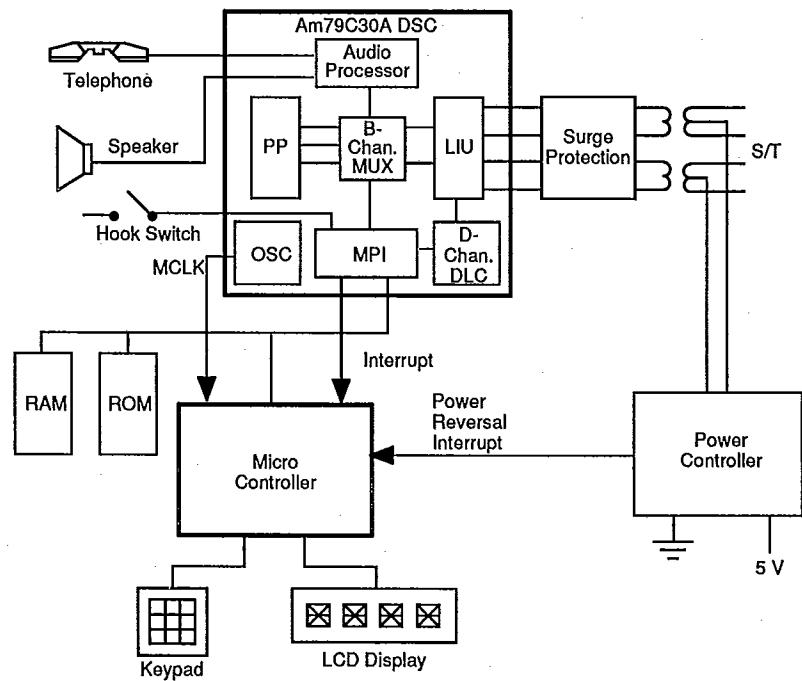 Am79C30A DSC
Audio
Processor
Telephone
Speaker
PP
B-
Chan.
MUX
LIU
Surge
Protection
S/T
Hook Switch
MCLK
OSC
MPI
D-
Chan.
DLC
Interrupt
RAM
ROM
Power
Reversal
Interrupt
Micro
Controller
Power
Controller
5 V
Keypad
LCD Display